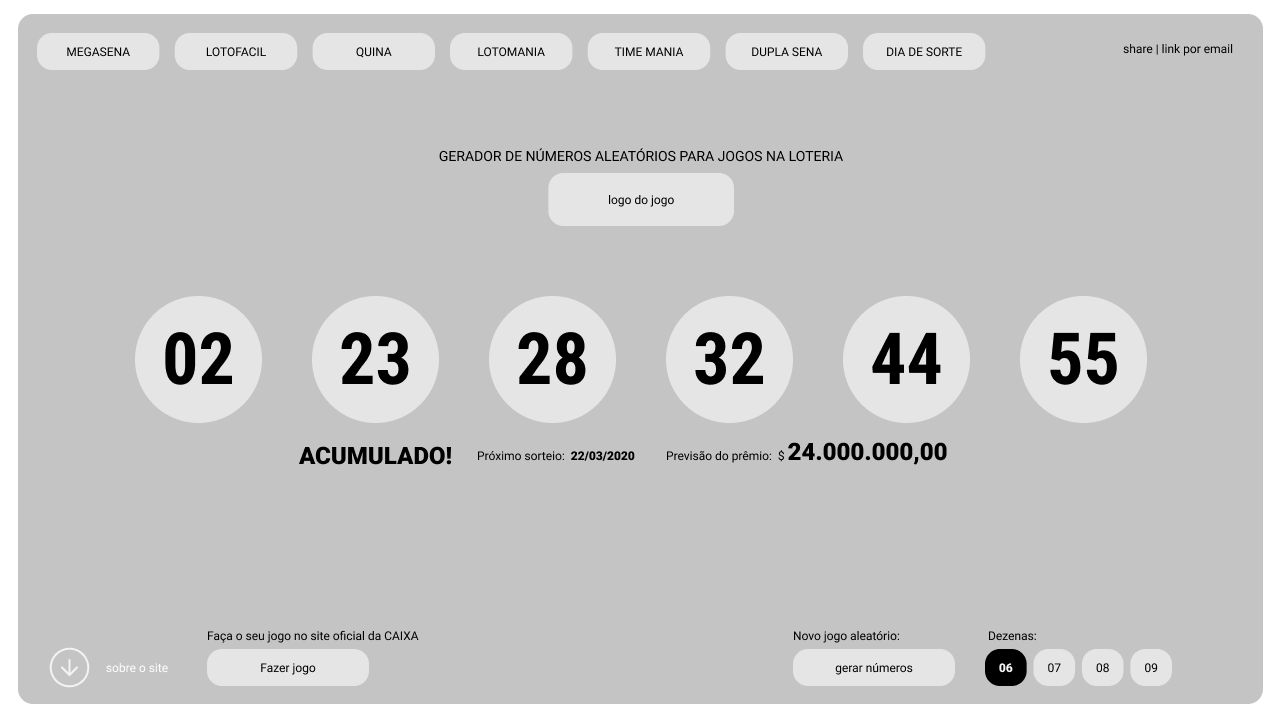 MEGASENA LOTOFACIL QUINA LOTOMANIA TIME MANIA DUPLA SENA DIA DE SORTE share | link por email
GERADOR DE NÚMEROS ALEATÓRIOS PARA JOGOS NA LOTERIA
logo do jogo
02 23 28 32 44 55
ACUMULADO! Próximo sorteio: 22/03/2020 Previsão do prêmio: $ 24.000.000,00
Faça o seu jogo no site oficial da CAIXA Novo jogo aleatório: Dezenas:
sobre o site Fazer jogo gerar números 06 07 08 09